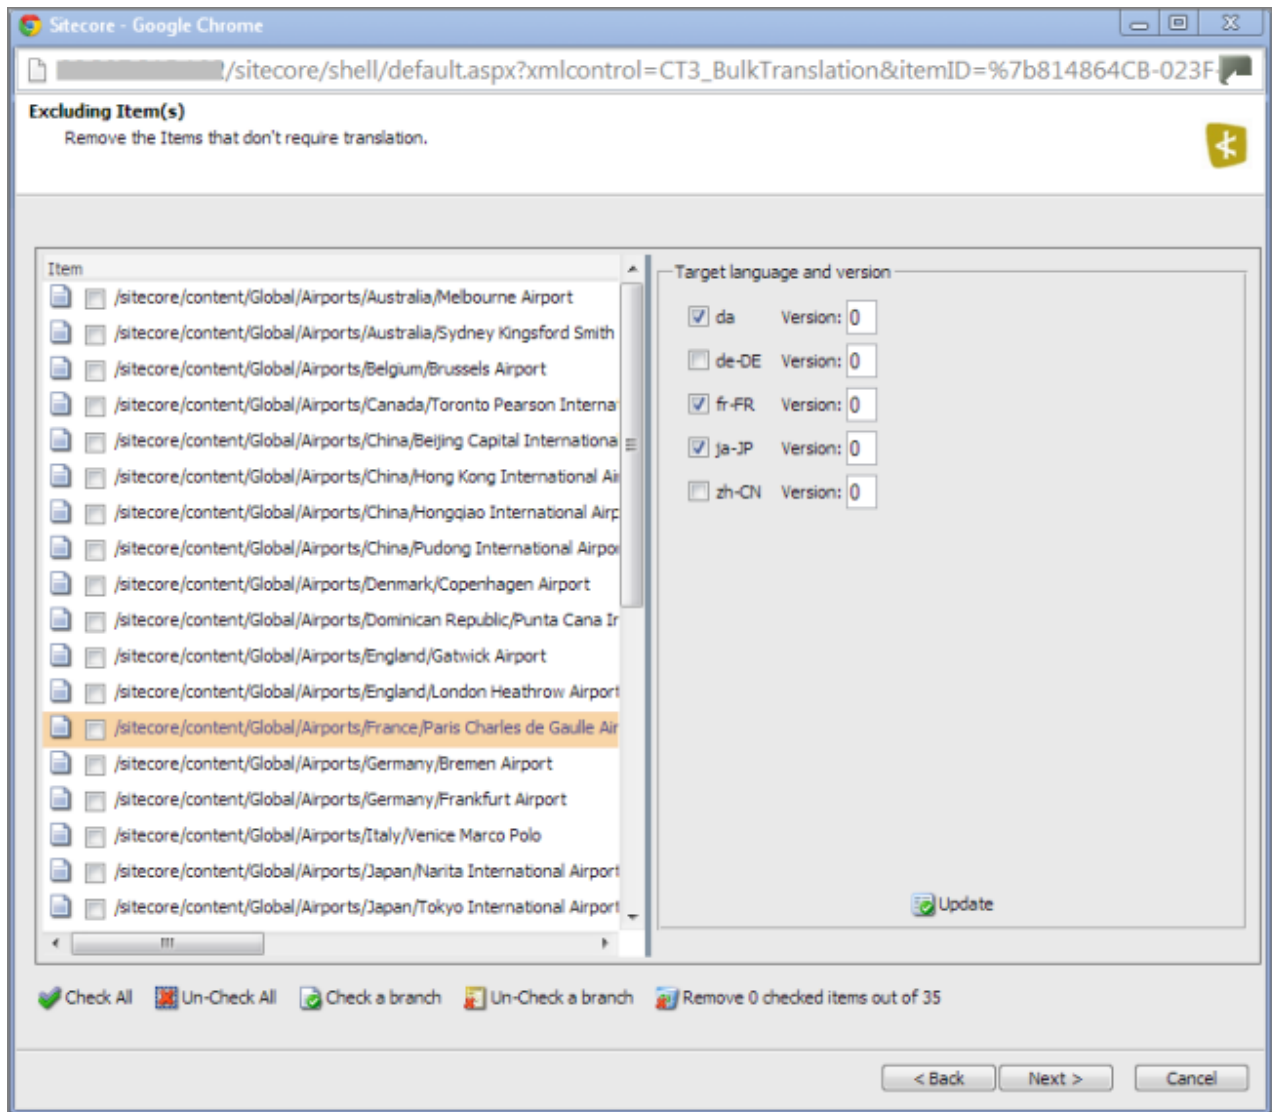 Sitecore - Google Chrome
/sitecore/shell/default.aspx?xmlcontrol=CT3_BulkTranslation&itemID=%7b814864CB-023F-
Excluding Item(s)
Remove the Items that don't require translation.
Item
/sitecore/content/Global/Airports/Australia/Melbourne Airport
/sitecore/content/Global/Airports/Australia/Sydney Kingsford Smith
/sitecore/content/Global/Airports/Belgium/Brussels Airport
/sitecore/content/Global/Airports/Canada/Toronto Pearson Interna
/sitecore/content/Global/Airports/China/Beijing Capital International
/sitecore/content/Global/Airports/China/Hong Kong International Ai
/sitecore/content/Global/Airports/China/Hongqiao International Airp
/sitecore/content/Global/Airports/China/Pudong International Airpo
/sitecore/content/Global/Airports/Denmark/Copenhagen Airport
/sitecore/content/Global/Airports/Dominican Republic/Punta Cana Ir
/sitecore/content/Global/Airports/England/Gatwick Airport
/sitecore/content/Global/Airports/England/London Heathrow Airport
/sitecore/content/Global/Airports/France/Paris Charles de Gaulle Air
/sitecore/content/Global/Airports/Germany/Bremen Airport
/sitecore/content/Global/Airports/Germany/Frankfurt Airport
/sitecore/content/Global/Airports/Italy/Venice Marco Polo
/sitecore/content/Global/Airports/Japan/Narita International Airport
/sitecore/content/Global/Airports/Japan/Tokyo International Airport
Target language and version
da Version: 0
de-DE Version: 0
fr-FR Version: 0
ja-JP Version: 0
zh-CN Version: 0
Update
Check All Un-Check All Check a branch Un-Check a branch Remove 0 checked items out of 35
< Back Next > Cancel